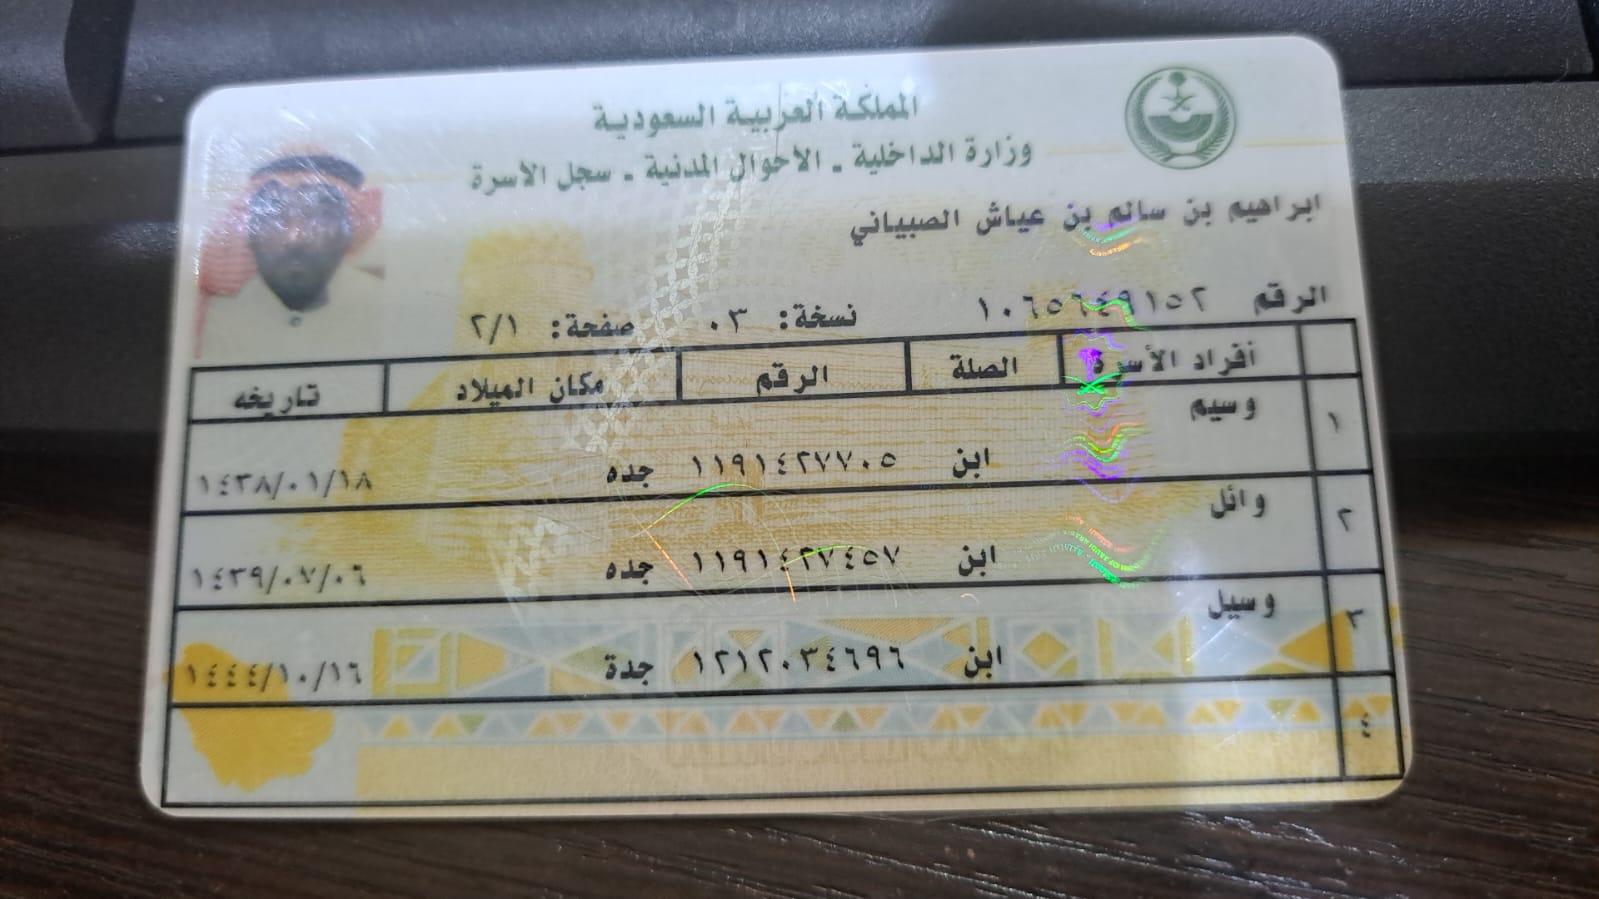 المملكة العربية السعودية
وزارة الداخلية - الأحوال المدنية - سجل الأسرة
ابراهيم بن سالم بن عياش الصبياني
الرقم ١٠٦٥٦٤٩١٥٢ نسخة: ٠٣ صفحة: ٢/١
أفراد الأسرة الصلة الرقم مكان الميلاد تاريخه
١ وسيم
ابن ١١٩١٤٢٧٧٠٥ جده ١٤٣٨/٠١/١٨
٢ وائل
ابن ١١٩١٤٢٧٤٥٧ جده ١٤٣٩/٠٧/٠٦
٣ وسيل
ابن ١٢١٢٠٣٤٦٩٦ جدة ١٤٤٤/١٠/١٦
٤